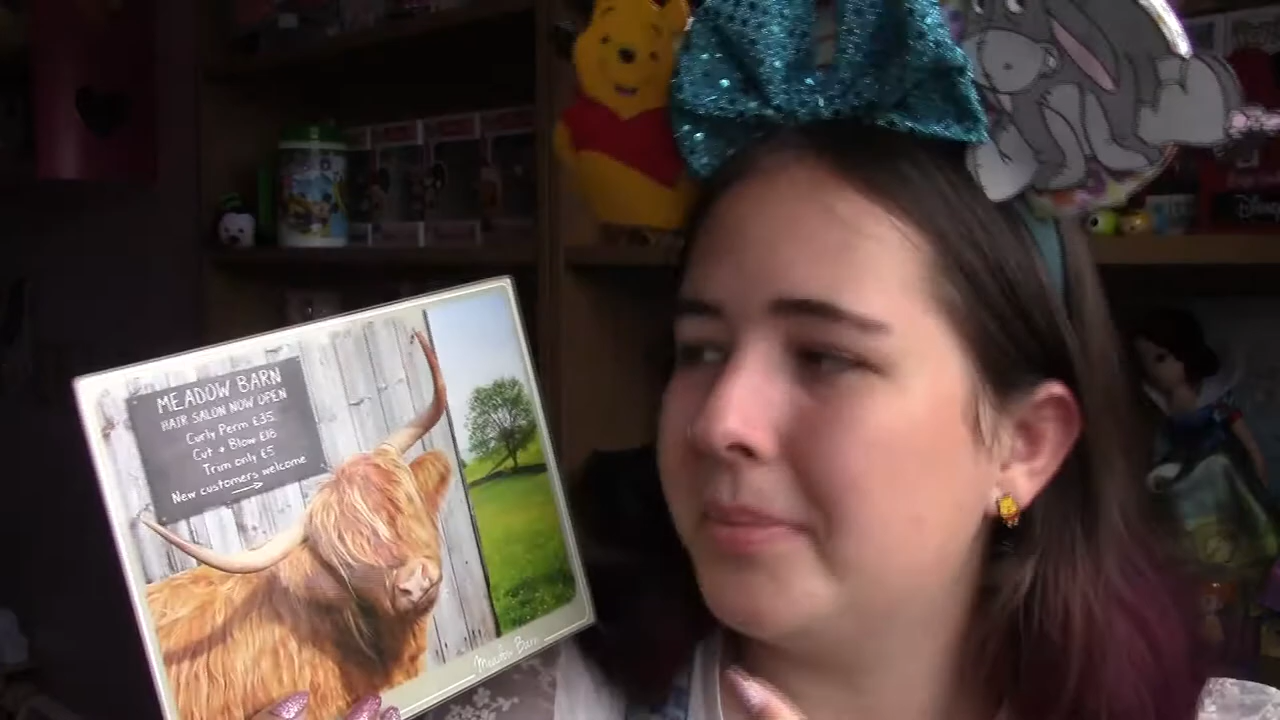 MEADOW BARN
HAIR SALON NOW OPEN
Curly Perm £35
Cut + Blow £18
Trim only £5
New customers welcome
Meadow Barn
Disney